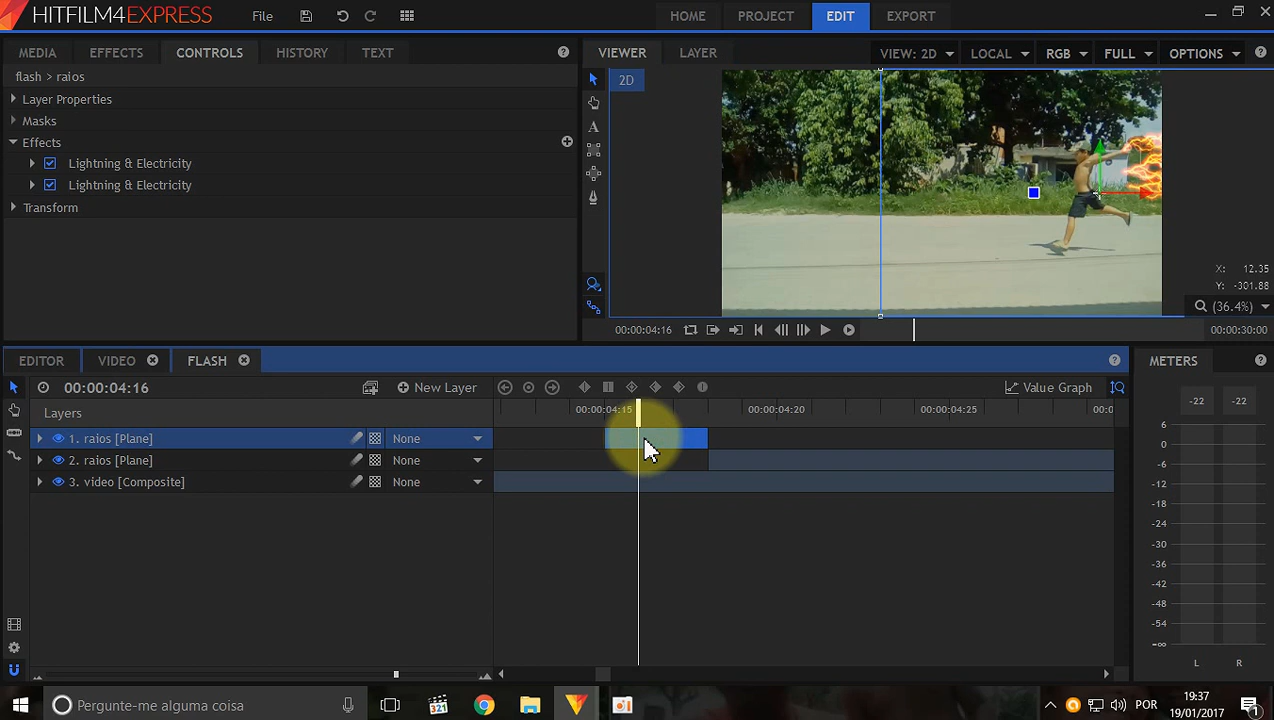 HITFILM4EXPRESS
File
HOME
PROJECT
EDIT
EXPORT
MEDIA
EFFECTS
CONTROLS
HISTORY
TEXT
flash > raios
Layer Properties
Masks
Effects
Lightning & Electricity
Lightning & Electricity
Transform
VIEWER
LAYER
VIEW: 2D
LOCAL
RGB
FULL
OPTIONS
2D
X: 12.35
Y: -301.88
(36.4%)
00:00:04:16
00:00:30:00
EDITOR
VIDEO
FLASH
00:00:04:16
New Layer
Value Graph
Layers
00:00:04:15
00:00:04:20
00:00:04:25
00:0
1. raios [Plane]
None
2. raios [Plane]
None
3. video [Composite]
None
METERS
-22
-22
6
0
-6
-12
-18
-24
-30
-36
-42
-48
-54
-∞
L
R
Pergunte-me alguma coisa
321
POR
19:37
19/01/2017
1